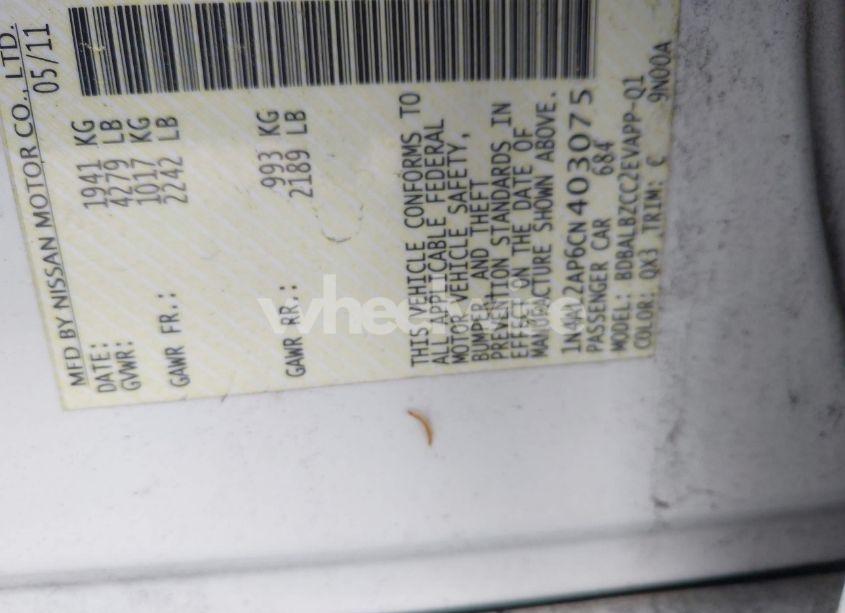 MFD BY NISSAN MOTOR CO., LTD.
DATE: 05/11
GVWR: 1941 KG
4279 LB
GAWR FR.: 1017 KG
2242 LB
GAWR RR.: 993 KG
2189 LB
THIS VEHICLE CONFORMS TO
ALL APPLICABLE FEDERAL
MOTOR VEHICLE SAFETY,
BUMPER, AND THEFT
PREVENTION STANDARDS IN
EFFECT ON THE DATE OF
MANUFACTURE SHOWN ABOVE.
1N4AL2AP6CN403075
PASSENGER CAR 684
MODEL: BDBALBZCC2EVAPP-Q1
COLOR: QX3 TRIM: C 9N00A